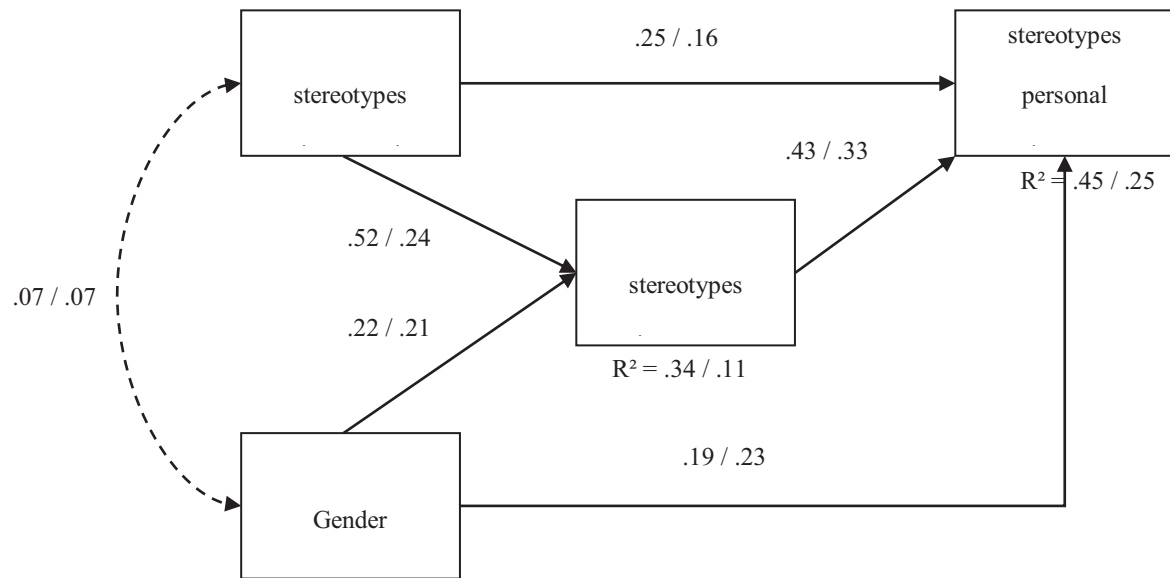 .25 / .16
stereotypes
personal
stereotypes
.43 / .33
R² = .45 / .25
.52 / .24
stereotypes
.07 / .07
.22 / .21
R² = .34 / .11
.19 / .23
Gender